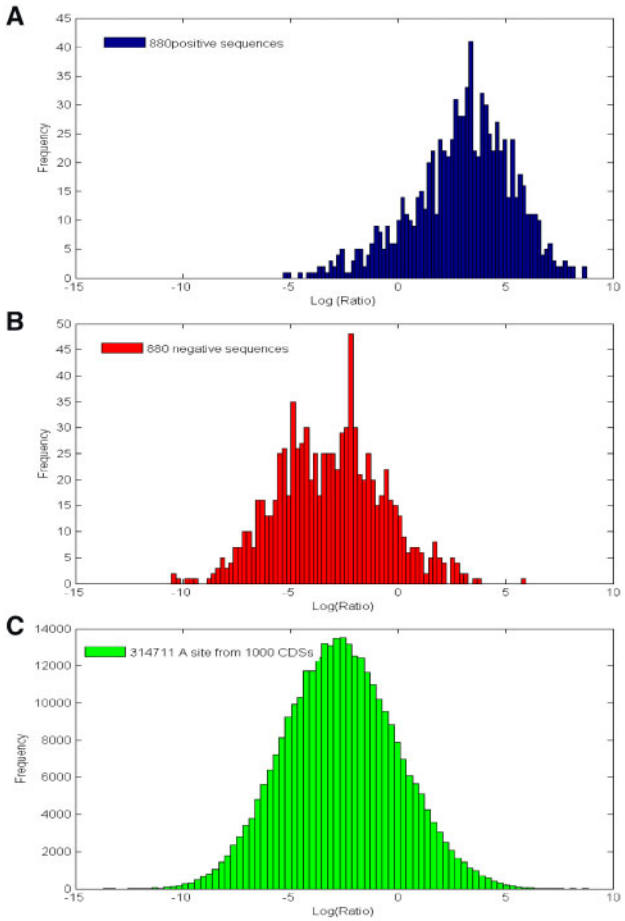 A
45
40
35
30
25
20
15
10
5
0
Frequency
880positive sequences
-15 -10 -5 0 5 10
Log (Ratio)
B
50
45
40
35
30
25
20
15
10
5
0
Frequency
880 negative sequences
-15 -10 -5 0 5 10
Log(Ratio)
C
14000
12000
10000
8000
6000
4000
2000
0
Frequency
314711 A site from 1000 CDSs
-15 -10 -5 0 5 10
Log(Ratio)